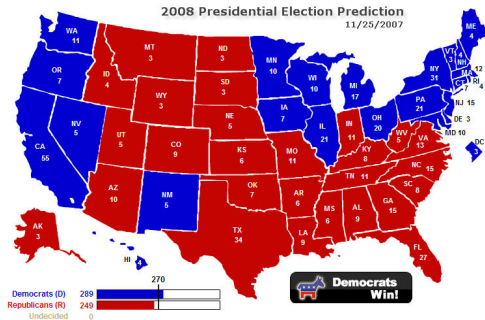 2008 Presidential Election Prediction
11/25/2007
WA
11
OR
7
CA
55
NV
5
ID
4
MT
3
WY
3
UT
5
AZ
10
CO
9
NM
5
ND
3
SD
3
NE
5
KS
6
OK
7
TX
34
MN
10
IA
7
MO
11
AR
6
LA
9
WI
10
IL
21
MI
17
IN
11
OH
20
KY
8
TN 11
MS
6
AL
9
GA
15
FL
27
SC
8
NC 15
VA
13
WV
5
PA
21
NY
31
VT
3
NH
4
ME
4
MA
12
RI
4
CT
7
NJ 15
DE 3
MD 10
DC
3
AK
3
HI
4
270
Democrats (D) 289
Republicans (R) 249
Undecided 0
Democrats
Win!